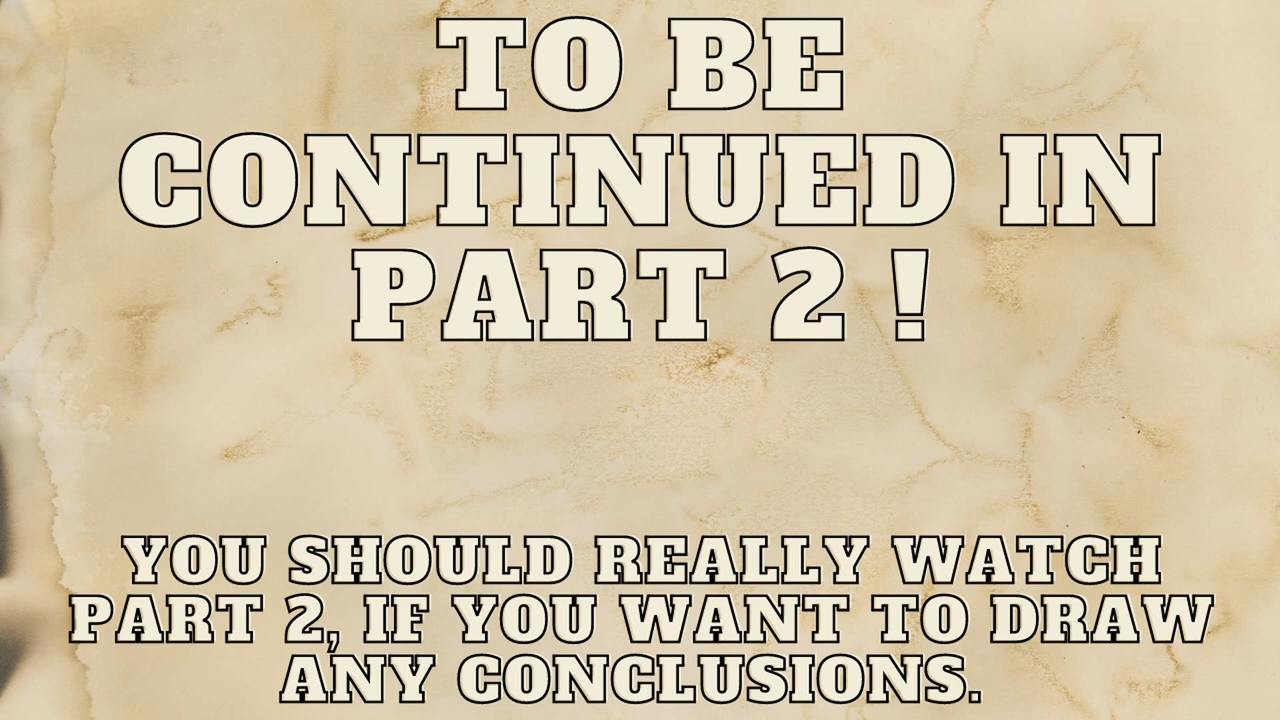 TO BE
CONTINUED IN
PART 2 !
YOU SHOULD REALLY WATCH
PART 2, IF YOU WANT TO DRAW
ANY CONCLUSIONS.